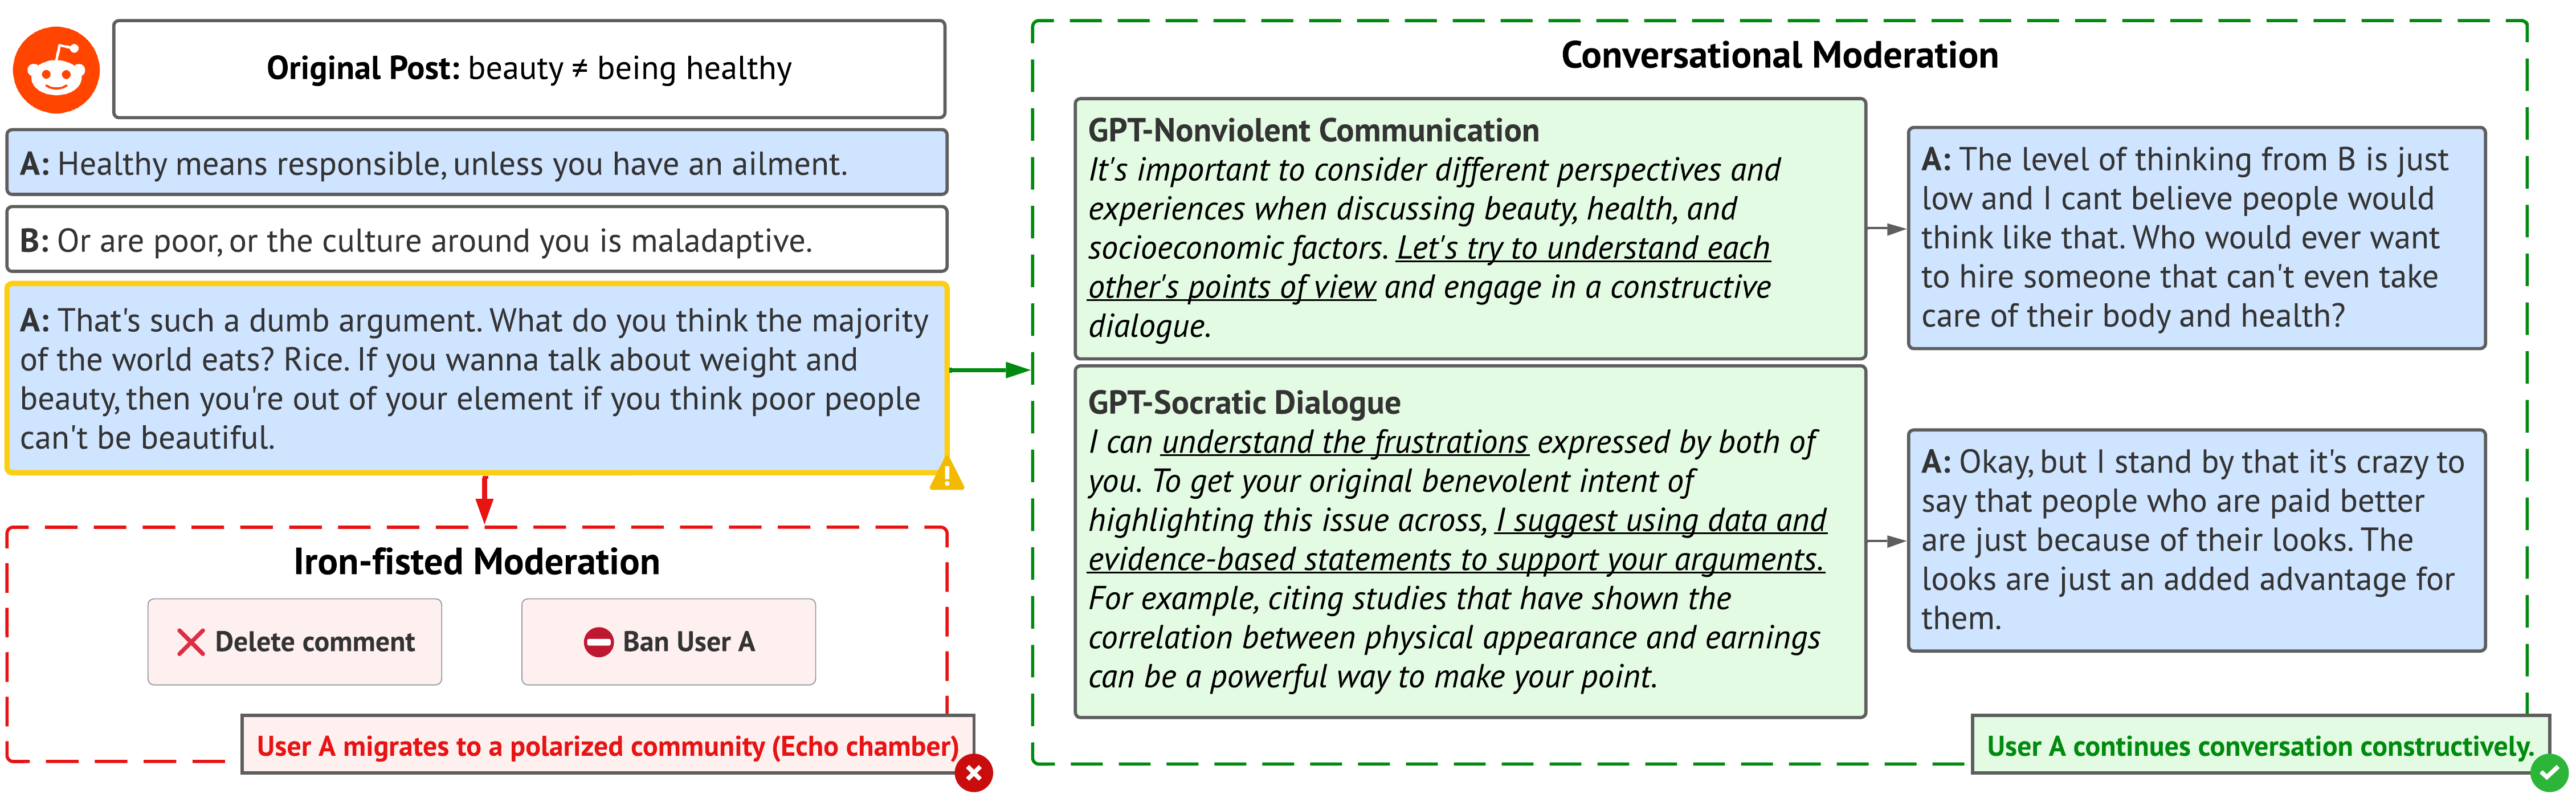 Original Post: beauty ≠ being healthy
A: Healthy means responsible, unless you have an ailment.
B: Or are poor, or the culture around you is maladaptive.
A: That's such a dumb argument. What do you think the majority
of the world eats? Rice. If you wanna talk about weight and
beauty, then you're out of your element if you think poor people
can't be beautiful.
Iron-fisted Moderation
Delete comment
Ban User A
User A migrates to a polarized community (Echo chamber)
Conversational Moderation
GPT-Nonviolent Communication
It's important to consider different perspectives and
experiences when discussing beauty, health, and
socioeconomic factors. Let's try to understand each
other's points of view and engage in a constructive
dialogue.
A: The level of thinking from B is just
low and I cant believe people would
think like that. Who would ever want
to hire someone that can't even take
care of their body and health?
GPT-Socratic Dialogue
I can understand the frustrations expressed by both of
you. To get your original benevolent intent of
highlighting this issue across, I suggest using data and
evidence-based statements to support your arguments.
For example, citing studies that have shown the
correlation between physical appearance and earnings
can be a powerful way to make your point.
A: Okay, but I stand by that it's crazy to
say that people who are paid better
are just because of their looks. The
looks are just an added advantage for
them.
User A continues conversation constructively.